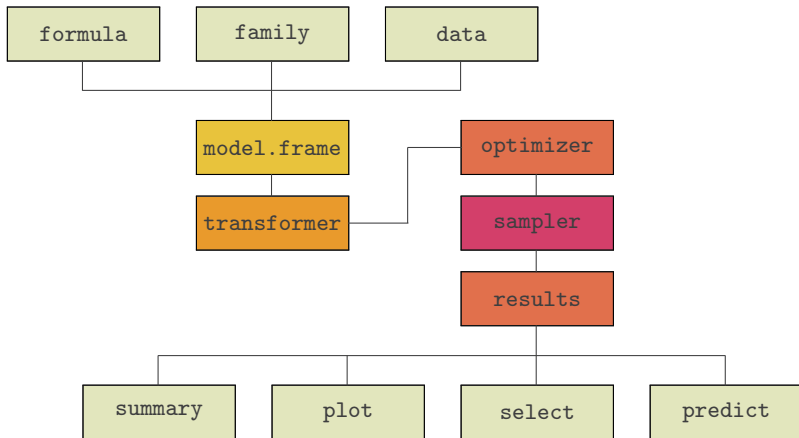 formula
family
data
model.frame
optimizer
transformer
sampler
results
summary
plot
select
predict